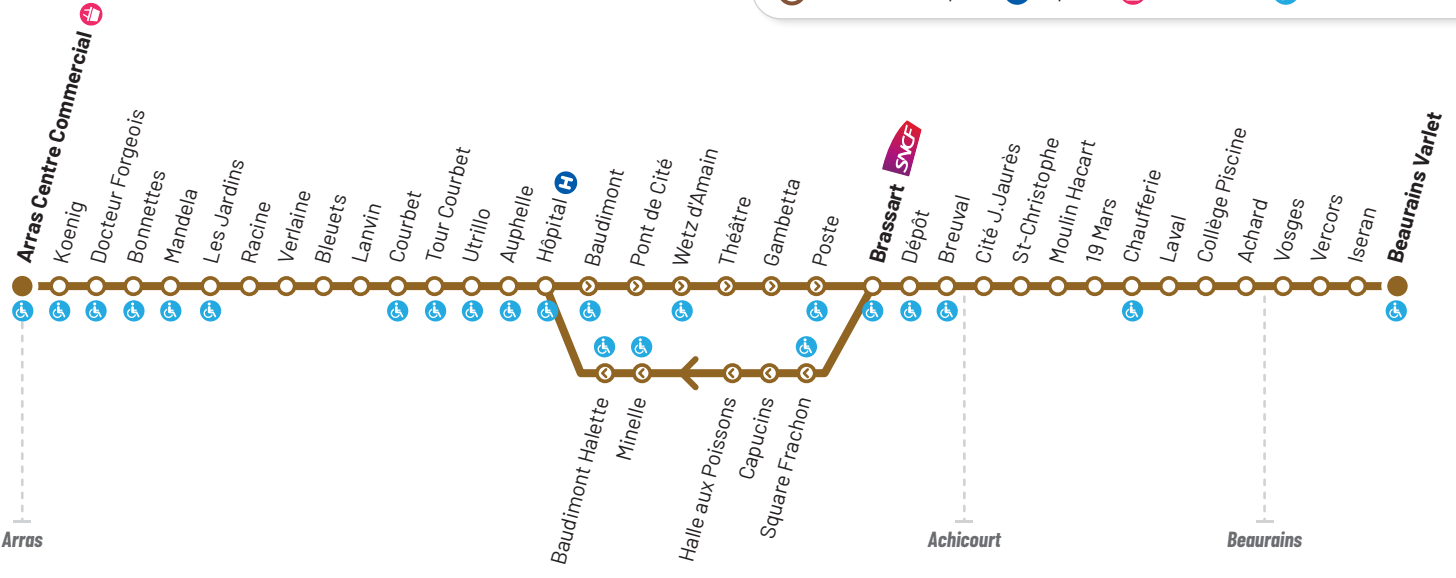 Arras Centre Commercial
Koenig
Docteur Forgeois
Bonnettes
Mandela
Les Jardins
Racine
Verlaine
Bleuets
Lanvin
Courbet
Tour Courbet
Utrillo
Auphelle
Hôpital
H
Baudimont
Pont de Cité
Wetz d'Amain
Théâtre
Gambetta
Poste
Brassart
SNCF
Dépôt
Breuval
Cité J.Jaurès
St-Christophe
Moulin Hacart
19 Mars
Chaufferie
Laval
Collège Piscine
Achard
Vosges
Vercors
Iseran
Beaurains Varlet
Baudimont Halette
Minelle
Halle aux Poissons
Capucins
Square Frachon
Arras
Achicourt
Beaurains